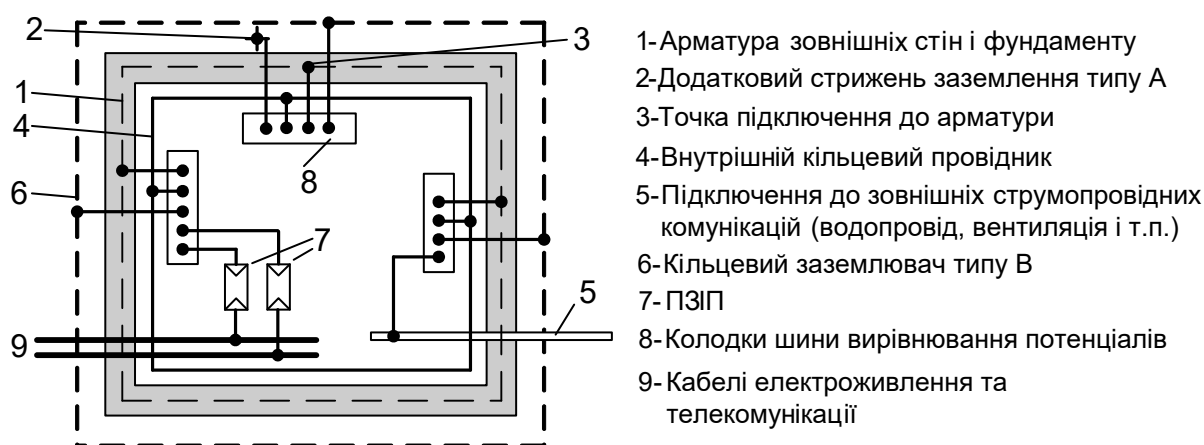 2
3
1
4
6
8
7
5
9
1-Арматура зовнішніх стін і фундаменту
2-Додатковий стрижень заземлення типу А
3-Точка підключення до арматури
4-Внутрішній кільцевий провідник
5-Підключення до зовнішніх струмопровідних
комунікацій (водопровід, вентиляція і т.п.)
6-Кільцевий заземлювач типу В
7-ПЗІП
8-Колодки шини вирівнювання потенціалів
9-Кабелі електроживлення та
телекомунікації